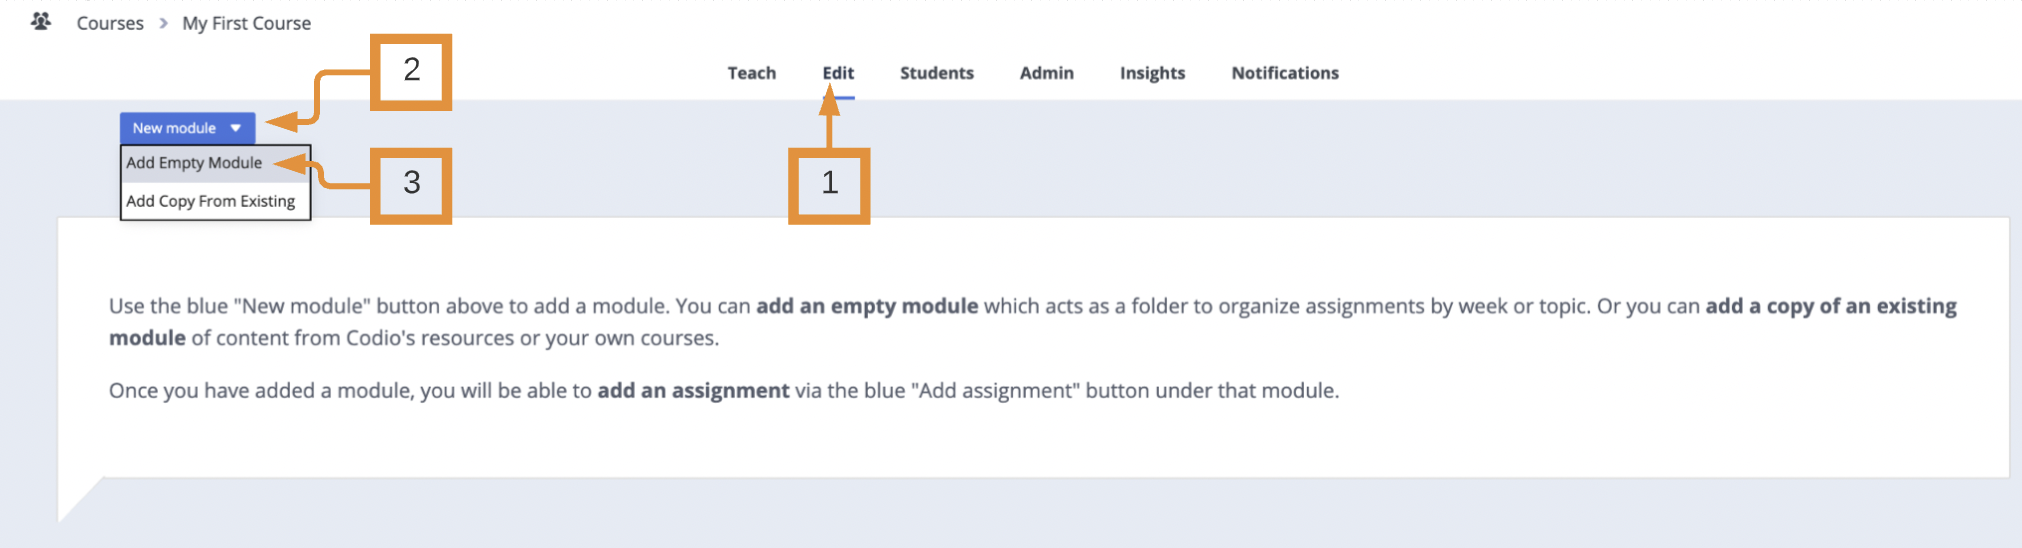 Courses > My First Course
2
Teach Edit Students Admin Insights Notifications
New module
Add Empty Module
3
1
Add Copy From Existing
Use the blue "New module" button above to add a module. You can add an empty module which acts as a folder to organize assignments by week or topic. Or you can add a copy of an existing
module of content from Codio's resources or your own courses.
Once you have added a module, you will be able to add an assignment via the blue "Add assignment" button under that module.